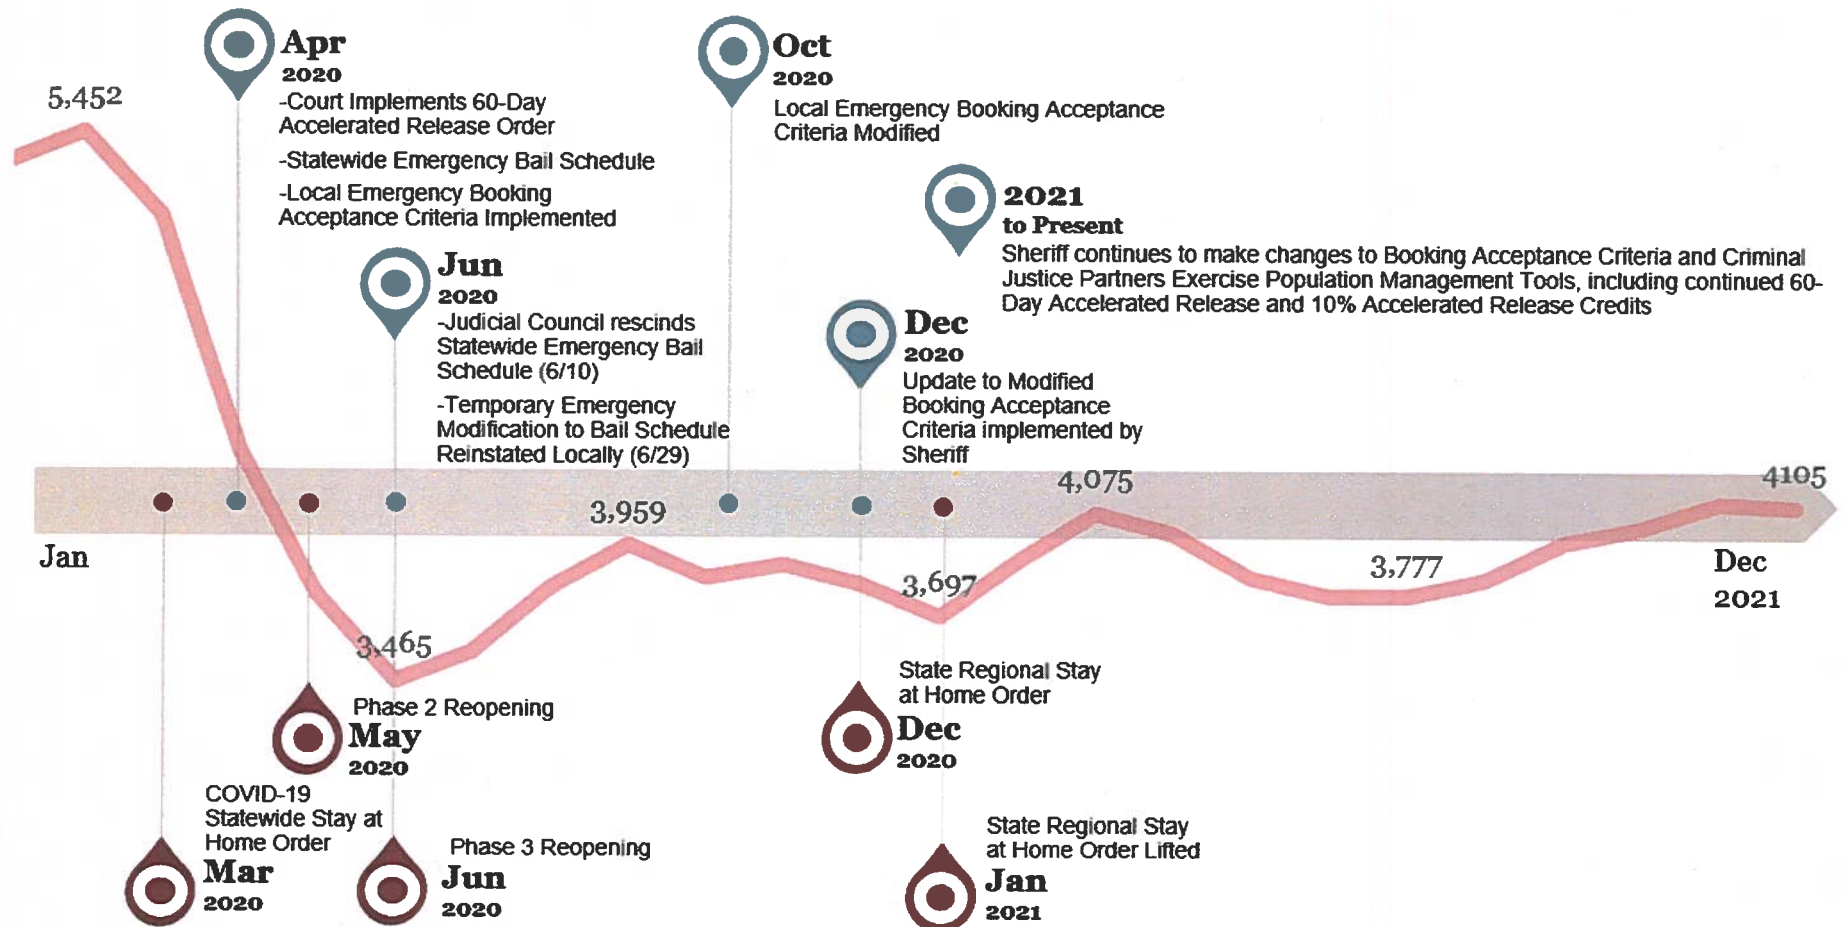 5,452
Apr
2020
-Court Implements 60-Day
Accelerated Release Order
-Statewide Emergency Bail Schedule
-Local Emergency Booking
Acceptance Criteria Implemented
Oct
2020
Local Emergency Booking Acceptance
Criteria Modified
2021
to Present
Sheriff continues to make changes to Booking Acceptance Criteria and Criminal
Justice Partners Exercise Population Management Tools, including continued 60-
Day Accelerated Release and 10% Accelerated Release Credits
Jun
2020
-Judicial Council rescinds
Statewide Emergency Bail
Schedule (6/10)
-Temporary Emergency
Modification to Bail Schedule
Reinstated Locally (6/29)
Dec
2020
Update to Modified
Booking Acceptance
Criteria implemented by
Sheriff
3,959
4,075
4105
Jan
3,465
3,697
3,777
Dec
2021
Phase 2 Reopening
May
2020
State Regional Stay
at Home Order
Dec
2020
COVID-19
Statewide Stay at
Home Order
Mar
2020
Phase 3 Reopening
Jun
2020
State Regional Stay
at Home Order Lifted
Jan
2021